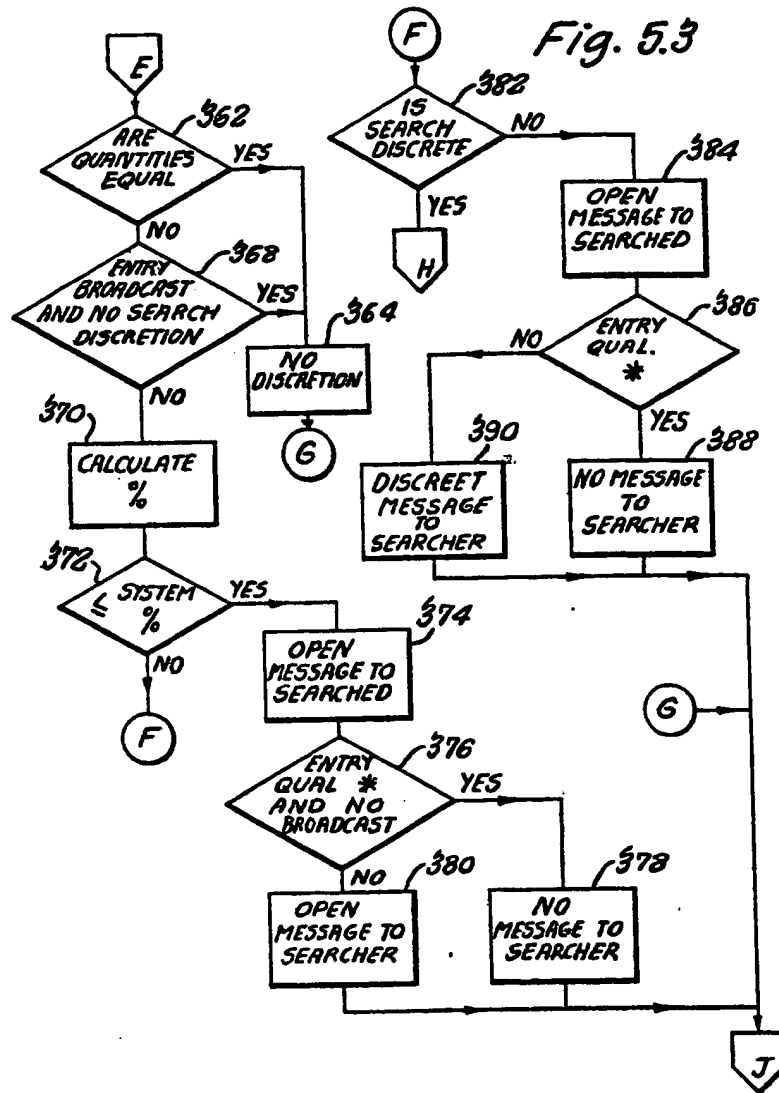 Fig. 5.3
E
362
ARE
QUANTITIES
EQUAL
YES
NO
368
ENTRY
BROADCAST
AND NO SEARCH
DISCRETION
YES
NO
364
NO
DISCRETION
G
370
CALCULATE
%
372
≤ SYSTEM
%
YES
NO
F
374
OPEN
MESSAGE TO
SEARCHED
376
ENTRY
QUAL *
AND NO
BROADCAST
YES
NO
380
OPEN
MESSAGE TO
SEARCHER
378
NO
MESSAGE TO
SEARCHER
F
382
IS
SEARCH
DISCRETE
NO
YES
H
384
OPEN
MESSAGE TO
SEARCHED
386
ENTRY
QUAL.
*
NO
YES
390
DISCREET
MESSAGE
TO
SEARCHER
388
NO MESSAGE
TO
SEARCHER
G
J